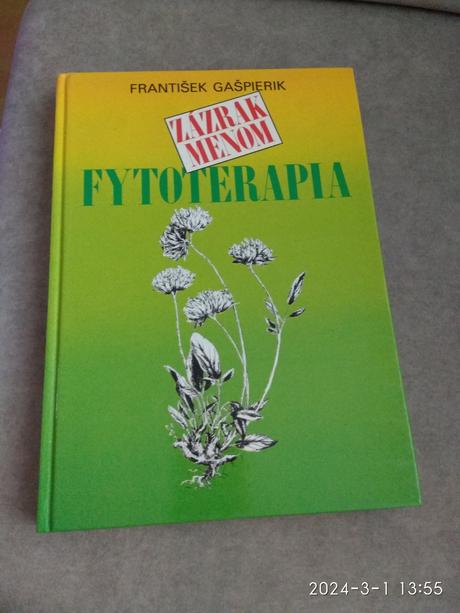 FRANTIŠEK GAŠPIERIK
ZÁZRAK
MENOM
FYTOTERAPIA
2024-3-1 13:55